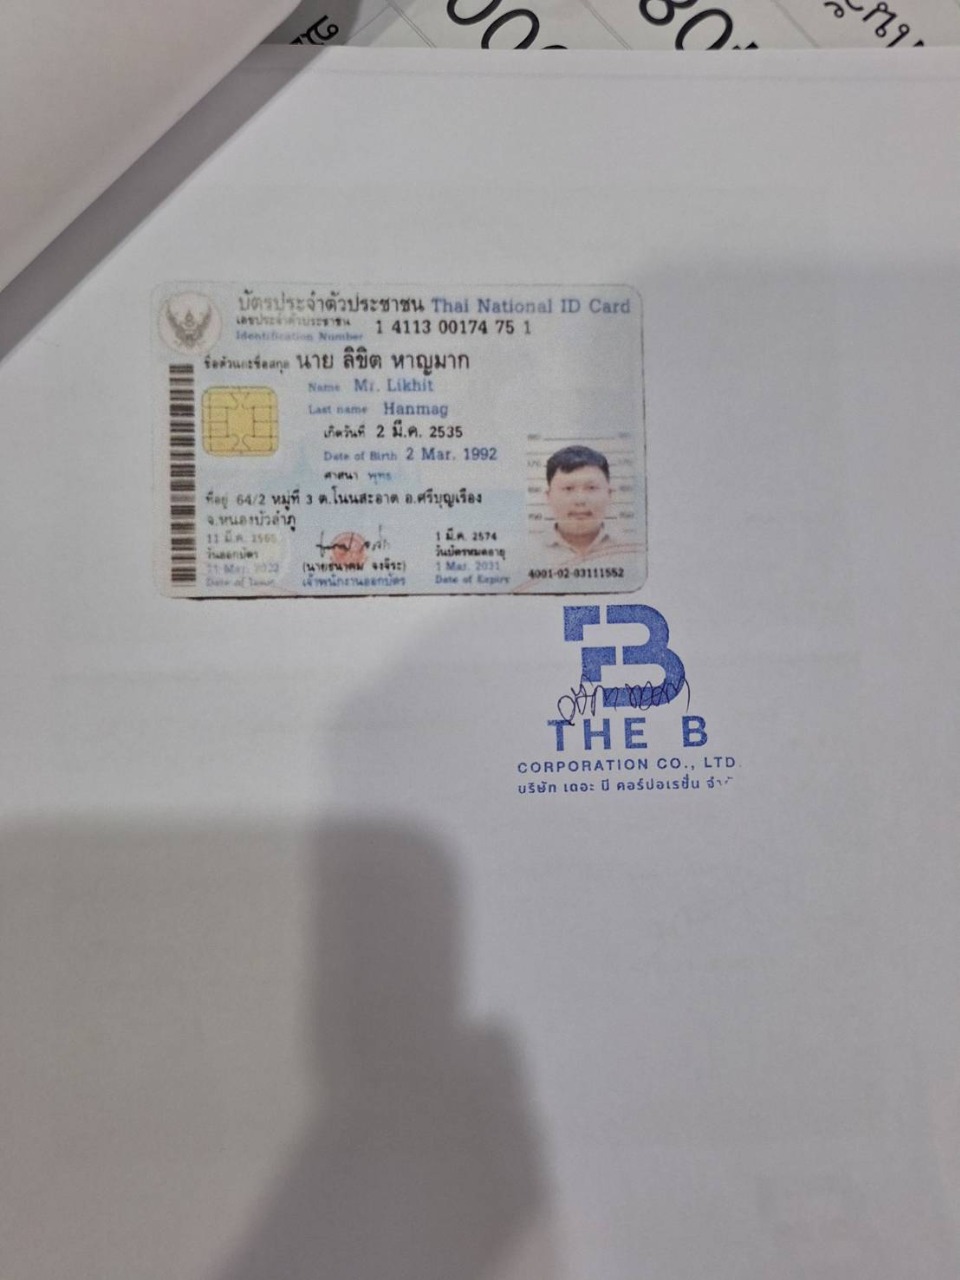 บัตรประจำตัวประชาชน Thai National ID Card
เลขประจำตัวประชาชน 1 4113 00174 75 1
Identification Number
ชื่อตัวและชื่อสกุล นาย ลิขิต หาญมาก
Name Mr. Likhit
Last name Hanmag
เกิดวันที่ 2 มี.ค. 2535
Date of Birth 2 Mar. 1992
ศาสนา พุทธ
ที่อยู่ 64/2 หมู่ที่ 3 ต.โนนสะอาด อ.ศรีบุญเรือง
จ.หนองบัวลำภู
11 มี.ค. 2565
วันออกบัตร
11 Mar. 2022
Date of Issue
เจ้าพนักงานออกบัตร
1 มี.ค. 2574
วันบัตรหมดอายุ
1 Mar. 2031
Date of Expiry
4001-02-03111552
THE B
CORPORATION CO., LTD.
บริษัท เดอะ บี คอร์ปอเรชั่น